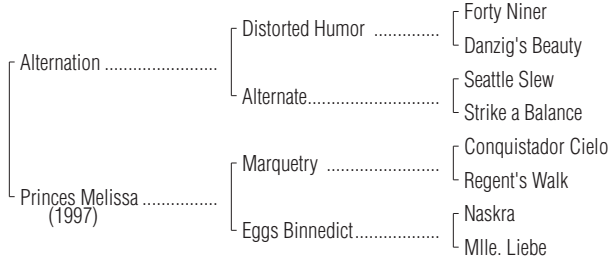 Forty Niner
Distorted Humor ..............
Danzig's Beauty
Alternation ........................
Seattle Slew
Alternate............................
Strike a Balance
Conquistador Cielo
Marquetry ........................
Regent's Walk
Princes Melissa ................
(1997)
Naskra
Eggs Binnedict..................
Mlle. Liebe